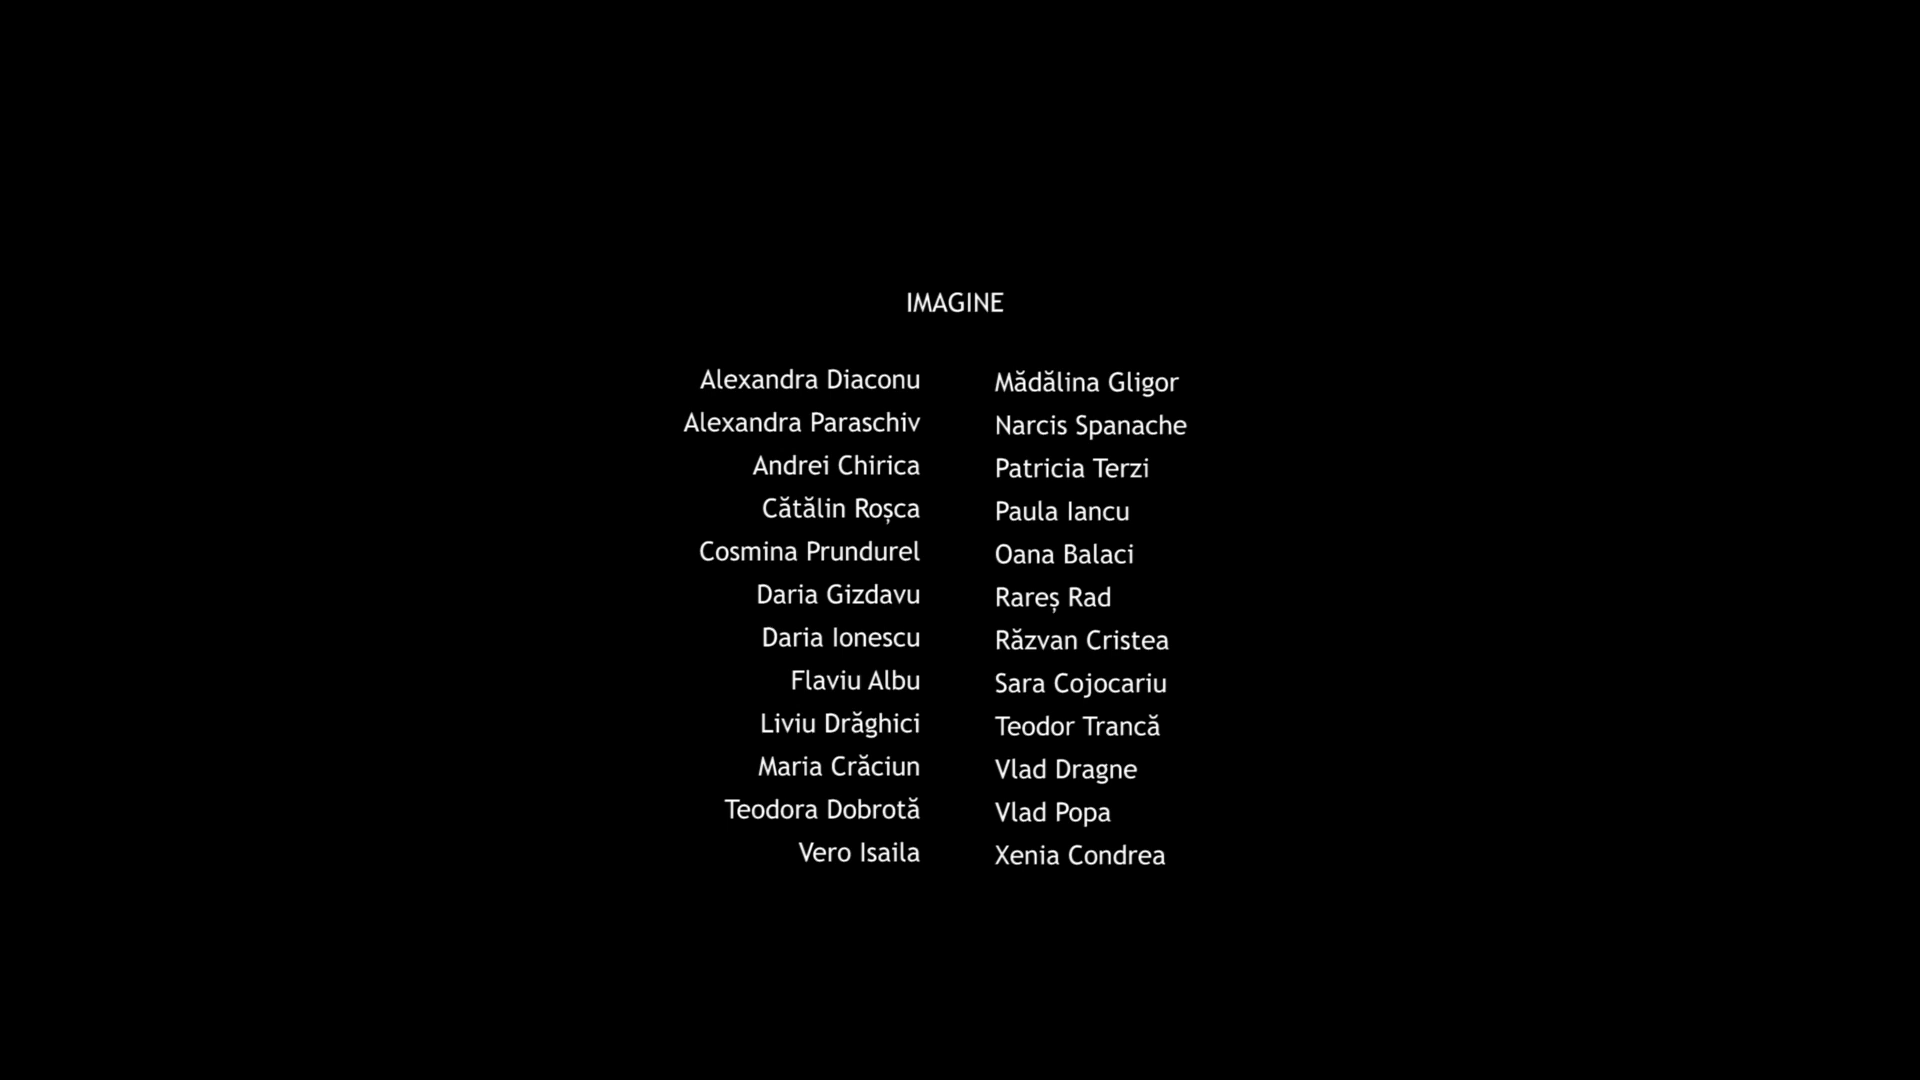 IMAGINE
Alexandra Diaconu
Alexandra Paraschiv
Andrei Chirica
Cătălin Roșca
Cosmina Prundurel
Daria Gizdavu
Daria Ionescu
Flaviu Albu
Liviu Drăghici
Maria Crăciun
Teodora Dobrotă
Vero Isaila
Mădălina Gligor
Narcis Spanache
Patricia Terzi
Paula Iancu
Oana Balaci
Rareș Rad
Răzvan Cristea
Sara Cojocariu
Teodor Trancă
Vlad Dragne
Vlad Popa
Xenia Condrea